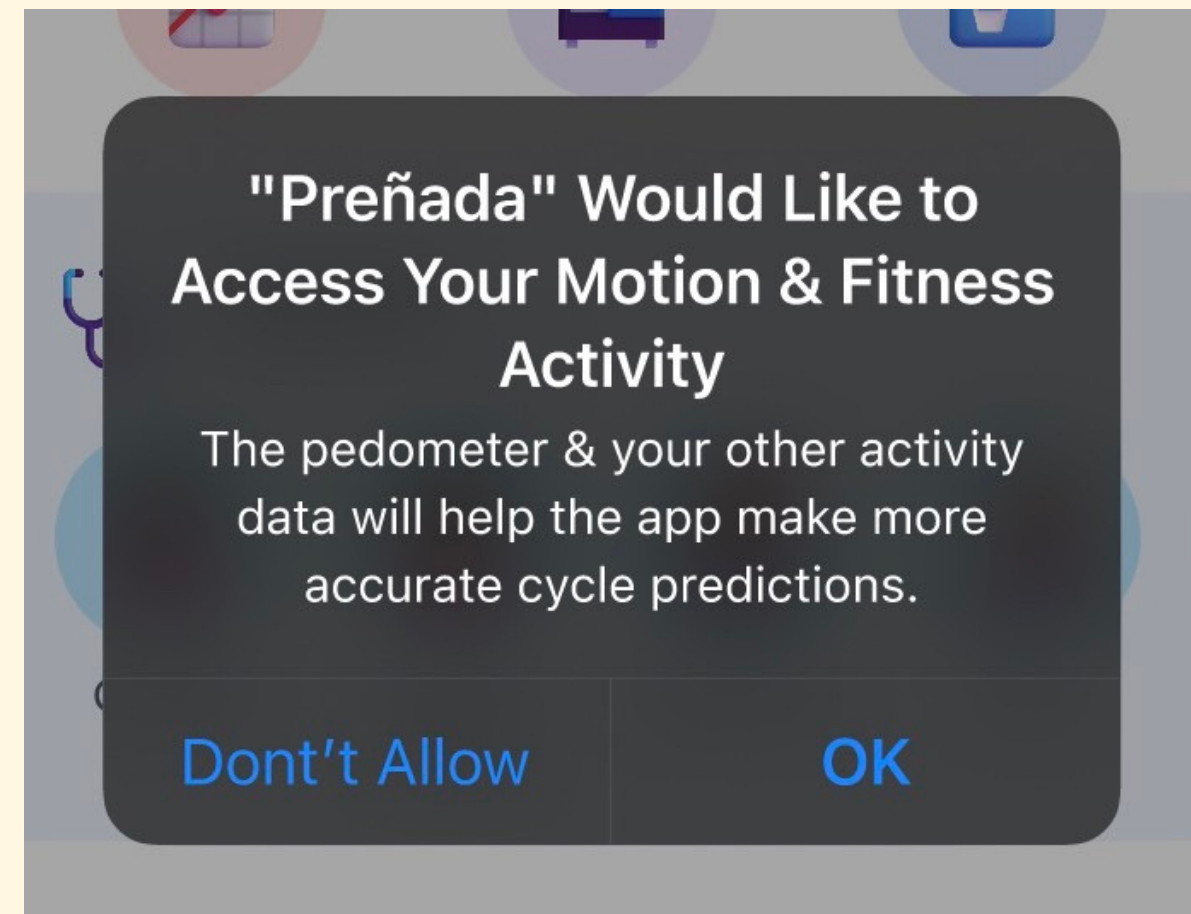 "Preñada" Would Like to
Access Your Motion & Fitness
Activity
The pedometer & your other activity
data will help the app make more
accurate cycle predictions.
Dont't Allow
OK